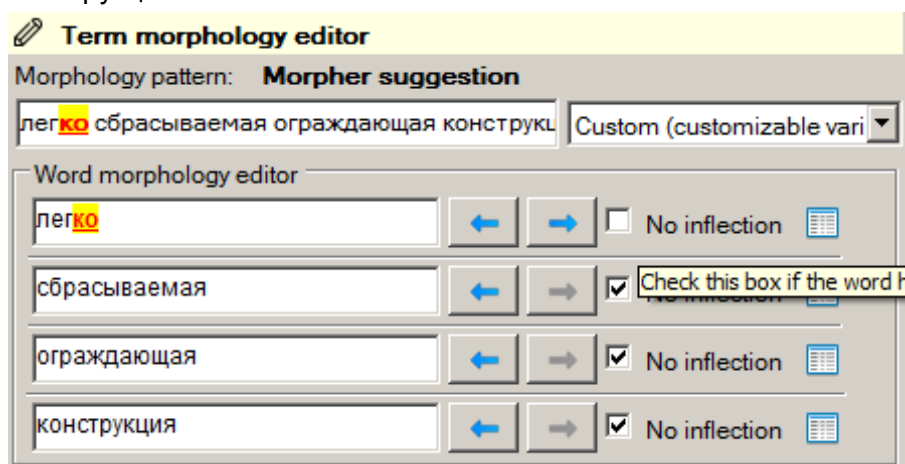 Term morphology editor
Morphology pattern: Morpher suggestion
легко сбрасываемая ограждающая конструкц Custom (customizable vari
Word morphology editor
легко No inflection
сбрасываемая Check this box if the word h
ограждающая No inflection
конструкция No inflection